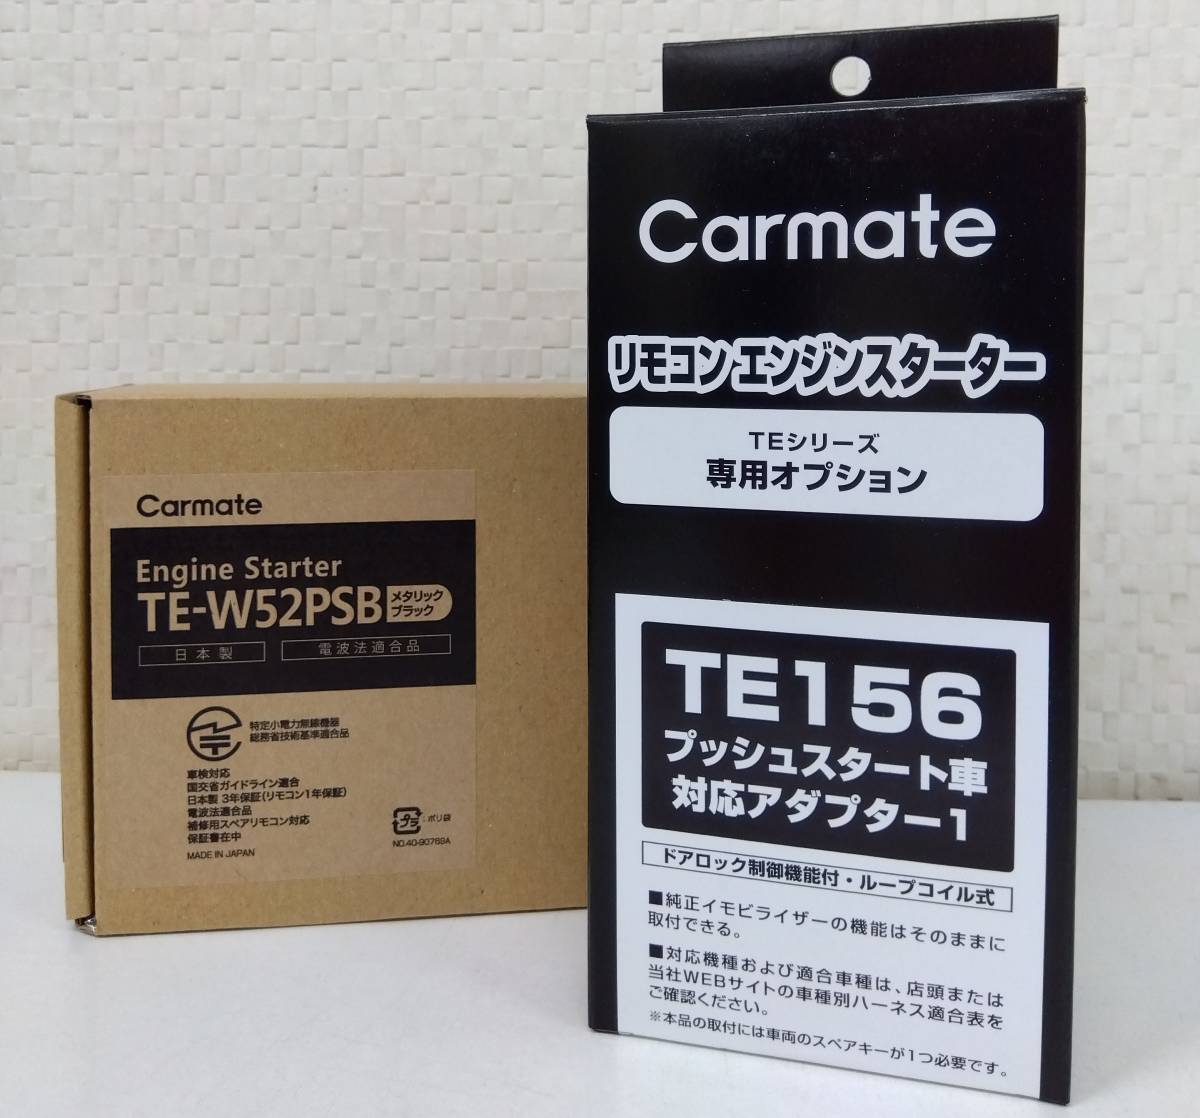 Carmate
Engine Starter
TE-W52PSB
メタリック
ブラック
日本製
電波法適合品
特定小電力無線機器
総務省技術基準適合品
車検対応
国交省ガイドライン適合
日本製 3年保証(リモコン1年保証)
電波法適合品
補修用スペアリモコン対応
保証書在中
MADE IN JAPAN
プラ
:ポリ袋
NO.40-90769A
Carmate
リモコンエンジンスターター
TEシリーズ
専用オプション
TE156
プッシュスタート車
対応アダプター1
ドアロック制御機能付・ループコイル式
■純正イモビライザーの機能はそのままに
取付できる。
■対応機種および適合車種は、店頭または
当社WEBサイトの車種別ハーネス適合表を
ご確認ください。
※本品の取付には車両のスペアキーが1つ必要です。